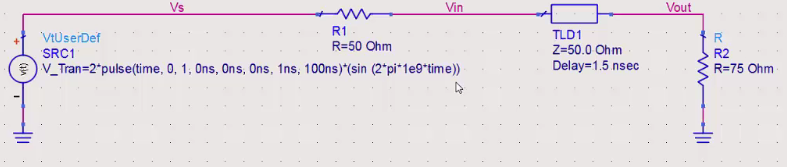 Vs
Vin
Vout
VtUserDef
SRC1
V_Tran=2*pulse(time, 0, 1, 0ns, 0ns, 0ns, 1ns, 100ns)*(sin (2*pi*1e9*time))
+
-
V(t)
R1
R=50 Ohm
TLD1
Z=50.0 Ohm
Delay=1.5 nsec
R
R2
R=75 Ohm